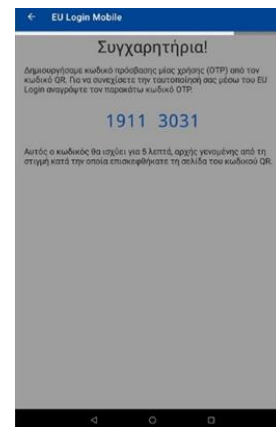 EU Login Mobile
Συγχαρητήρια!
Δημιουργήσαμε κωδικό πρόσβασης μίας χρήσης (OTP) από τον
κωδικό QR. Για να συνεχίσετε την ταυτοποίησή σας μέσω του EU
Login αναγράψτε τον παρακάτω κωδικό OTP.
1911 3031
Αυτός ο κωδικός θα ισχύει για 5 λεπτά, αρχής γενομένης από τη
στιγμή κατά την οποία επισκεφθήκατε τη σελίδα του κωδικού QR.